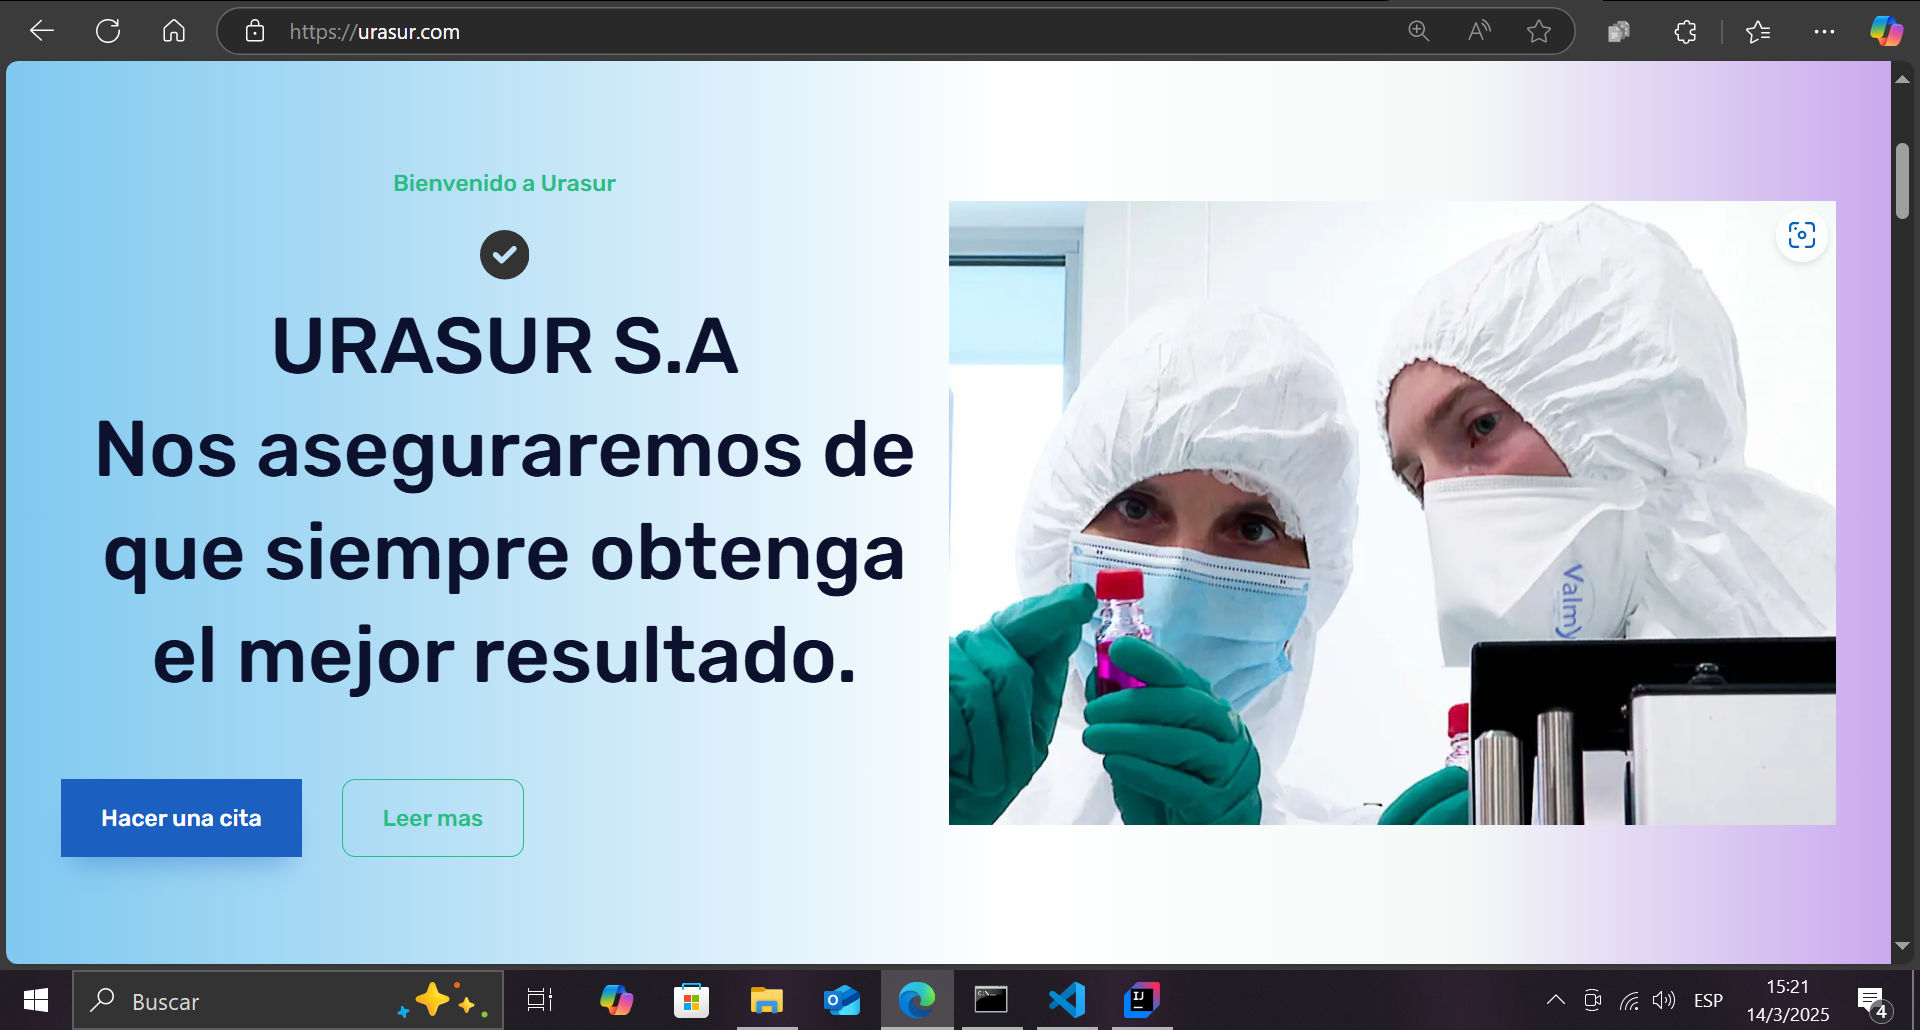 https://urasur.com
Bienvenido a Urasur
URASUR S.A
Nos aseguraremos de
que siempre obtenga
el mejor resultado.
Hacer una cita
Leer mas
Valmy
Buscar
ESP
15:21
14/3/2025
4